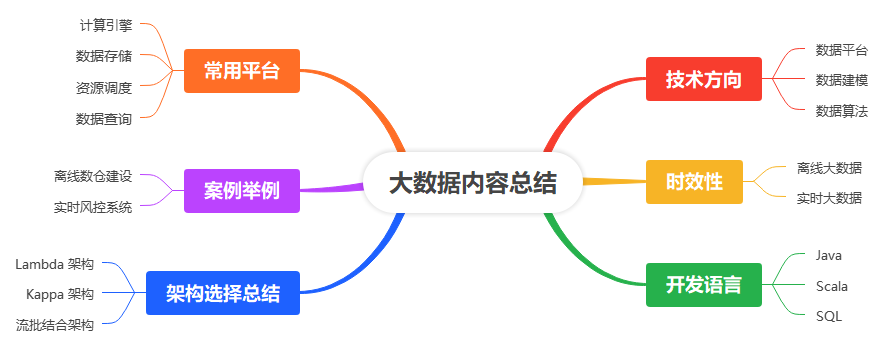 大数据内容总结
常用平台
计算引擎
数据存储
资源调度
数据查询
案例举例
离线数仓建设
实时风控系统
架构选择总结
Lambda 架构
Kappa 架构
流批结合架构
技术方向
数据平台
数据建模
数据算法
时效性
离线大数据
实时大数据
开发语言
Java
Scala
SQL